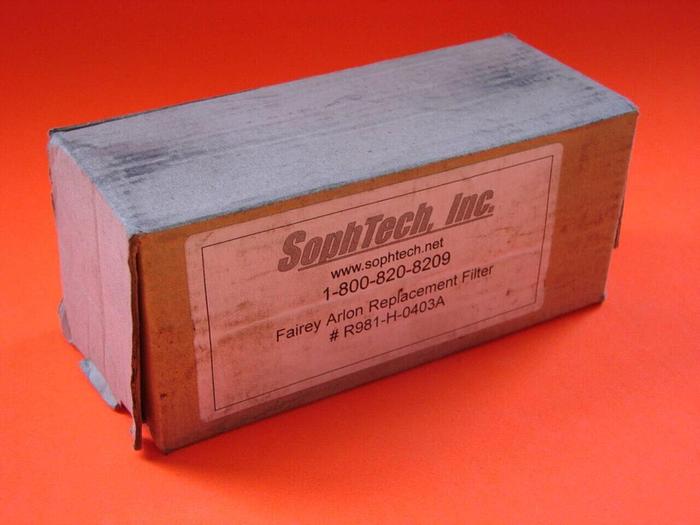 SophTech, Inc.
www.sophtech.net
1-800-820-8209
Fairey Arlon Replacement Filter
# R981-H-0403A